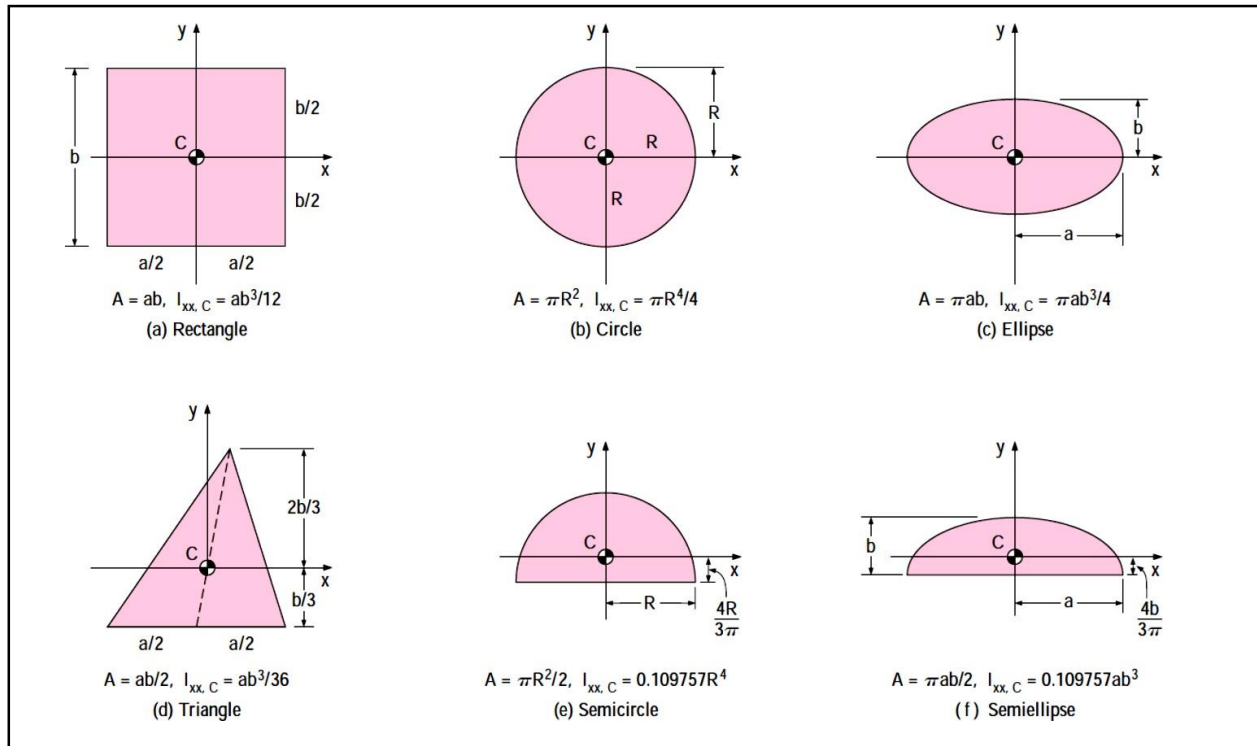 y
b
C
x
b/2
b/2
a/2
a/2
A = ab, I_xx, C = ab³/12
(a) Rectangle
y
C
R
x
R
R
A = πR², I_xx, C = πR⁴/4
(b) Circle
y
C
x
b
a
A = πab, I_xx, C = πab³/4
(c) Ellipse
y
2b/3
C
x
b/3
a/2
a/2
A = ab/2, I_xx, C = ab³/36
(d) Triangle
y
C
x
R
4R
3π
A = πR²/2, I_xx, C = 0.109757R⁴
(e) Semicircle
y
b
C
x
a
4b
3π
A = πab/2, I_xx, C = 0.109757ab³
(f) Semiellipse